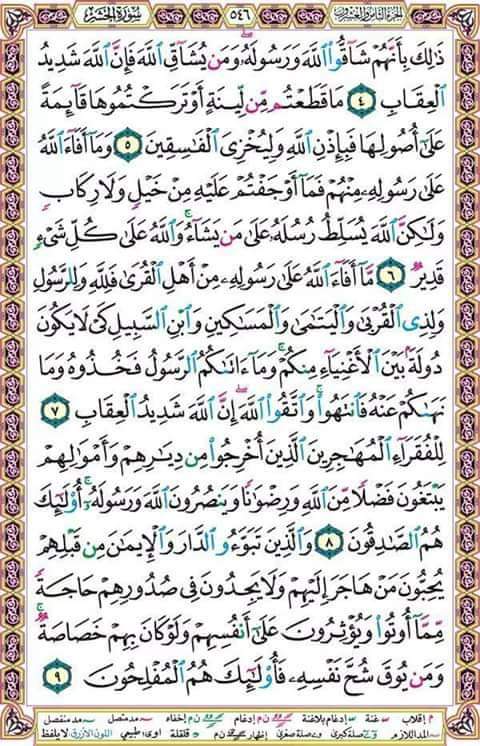 الجزء الثامن والعشرون
٥٤٦
سورة الحشر
ذَٰلِكَ بِأَنَّهُمْ شَآقُّوا۟ ٱللَّهَ وَرَسُولَهُۥ وَمَن يُشَآقِّ ٱللَّهَ فَإِنَّ ٱللَّهَ شَدِيدُ
ٱلْعِقَابِ ٤ مَا قَطَعْتُم مِّن لِّينَةٍ أَوْ تَرَكْتُمُوهَا قَآئِمَةً
عَلَىٰٓ أُصُولِهَا فَبِإِذْنِ ٱللَّهِ وَلِيُخْزِىَ ٱلْفَـٰسِقِينَ ٥ وَمَآ أَفَآءَ ٱللَّهُ
عَلَىٰ رَسُولِهِۦ مِنْهُمْ فَمَآ أَوْجَفْتُمْ عَلَيْهِ مِنْ خَيْلٍ وَلَا رِكَابٍ
وَلَـٰكِنَّ ٱللَّهَ يُسَلِّطُ رُسُلَهُۥ عَلَىٰ مَن يَشَآءُ ۚ وَٱللَّهُ عَلَىٰ كُلِّ شَىْءٍ
قَدِيرٌ ٦ مَّآ أَفَآءَ ٱللَّهُ عَلَىٰ رَسُولِهِۦ مِنْ أَهْلِ ٱلْقُرَىٰ فَلِلَّهِ وَلِلرَّسُولِ
وَلِذِى ٱلْقُرْبَىٰ وَٱلْيَتَـٰمَىٰ وَٱلْمَسَـٰكِينِ وَٱبْنِ ٱلسَّبِيلِ كَىْ لَا يَكُونَ
دُولَةًۢ بَيْنَ ٱلْأَغْنِيَآءِ مِنكُمْ ۚ وَمَآ ءَاتَىٰكُمُ ٱلرَّسُولُ فَخُذُوهُ وَمَا
نَهَىٰكُمْ عَنْهُ فَٱنتَهُوا۟ ۚ وَٱتَّقُوا۟ ٱللَّهَ ۖ إِنَّ ٱللَّهَ شَدِيدُ ٱلْعِقَابِ ٧
لِلْفُقَرَآءِ ٱلْمُهَـٰجِرِينَ ٱلَّذِينَ أُخْرِجُوا۟ مِن دِيَـٰرِهِمْ وَأَمْوَٰلِهِمْ
يَبْتَغُونَ فَضْلًا مِّنَ ٱللَّهِ وَرِضْوَٰنًا وَيَنصُرُونَ ٱللَّهَ وَرَسُولَهُۥٓ ۚ أُو۟لَـٰٓئِكَ
هُمُ ٱلصَّـٰدِقُونَ ٨ وَٱلَّذِينَ تَبَوَّءُو ٱلدَّارَ وَٱلْإِيمَـٰنَ مِن قَبْلِهِمْ
يُحِبُّونَ مَنْ هَاجَرَ إِلَيْهِمْ وَلَا يَجِدُونَ فِى صُدُورِهِمْ حَاجَةً
مِّمَّآ أُوتُوا۟ وَيُؤْثِرُونَ عَلَىٰٓ أَنفُسِهِمْ وَلَوْ كَانَ بِهِمْ خَصَاصَةٌ ۚ
وَمَن يُوقَ شُحَّ نَفْسِهِۦ فَأُو۟لَـٰٓئِكَ هُمُ ٱلْمُفْلِحُونَ ٩
م إقلاب غنة إدغام بلاغنة ن م إدغام ن م إخفاء مد متصل مد منفصل
المد اللازم صلة كبرى صلة صغرى إظهار قلقلة اوى: طبيعي اللون الأزرق لا يلفظ